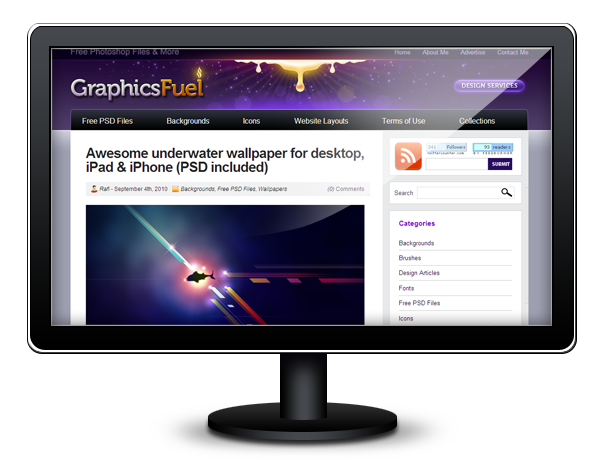 Free Photoshop Files & More
Home About Me Advertise Contact Me
GraphicsFuel
DESIGN SERVICES
Free PSD Files Backgrounds Icons Website Layouts Terms of Use Collections
Awesome underwater wallpaper for desktop,
iPad & iPhone (PSD included)
Rafi - September 4th, 2010 Backgrounds, Free PSD Files, Wallpapers (0) Comments
followers 93 readers
SUBMIT
Search
Categories
Backgrounds
Brushes
Design Articles
Fonts
Free PSD Files
Icons